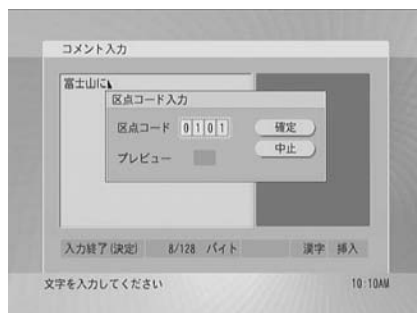 コメント入力
富士山に
区点コード入力
区点コード 0101 確定
プレビュー 中止
入力終了(決定) 8/128 バイト 漢字 挿入
文字を入力してください 10:10AM